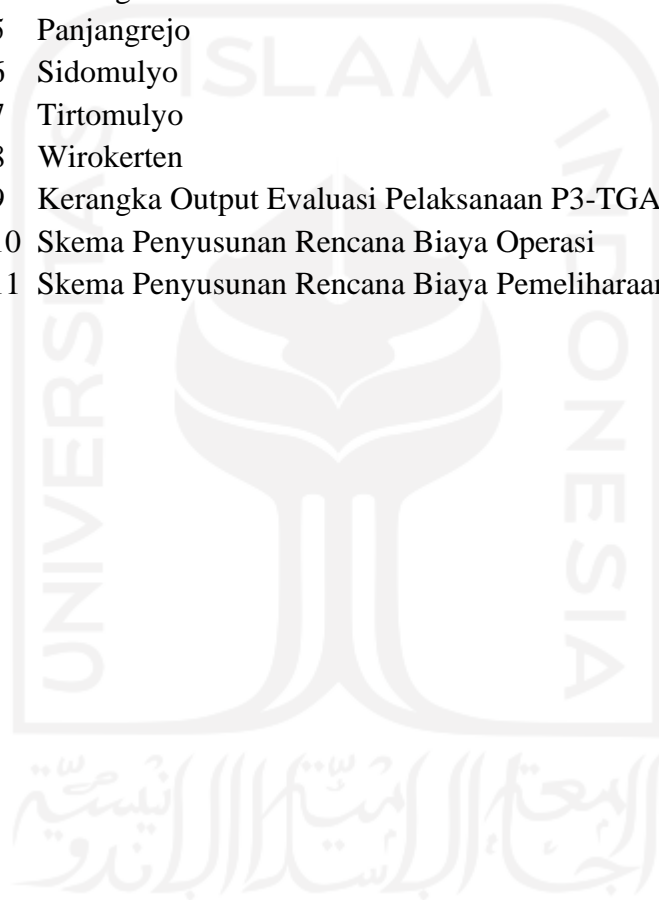 5 Panjangrejo
6 Sidomulyo
7 Tirtomulyo
8 Wirokerten
9 Kerangka Output Evaluasi Pelaksanaan P3-TGA
10 Skema Penyusunan Rencana Biaya Operasi
11 Skema Penyusunan Rencana Biaya Pemeliharaan
ISLAM
UNIVERSITAS
INDONESIA